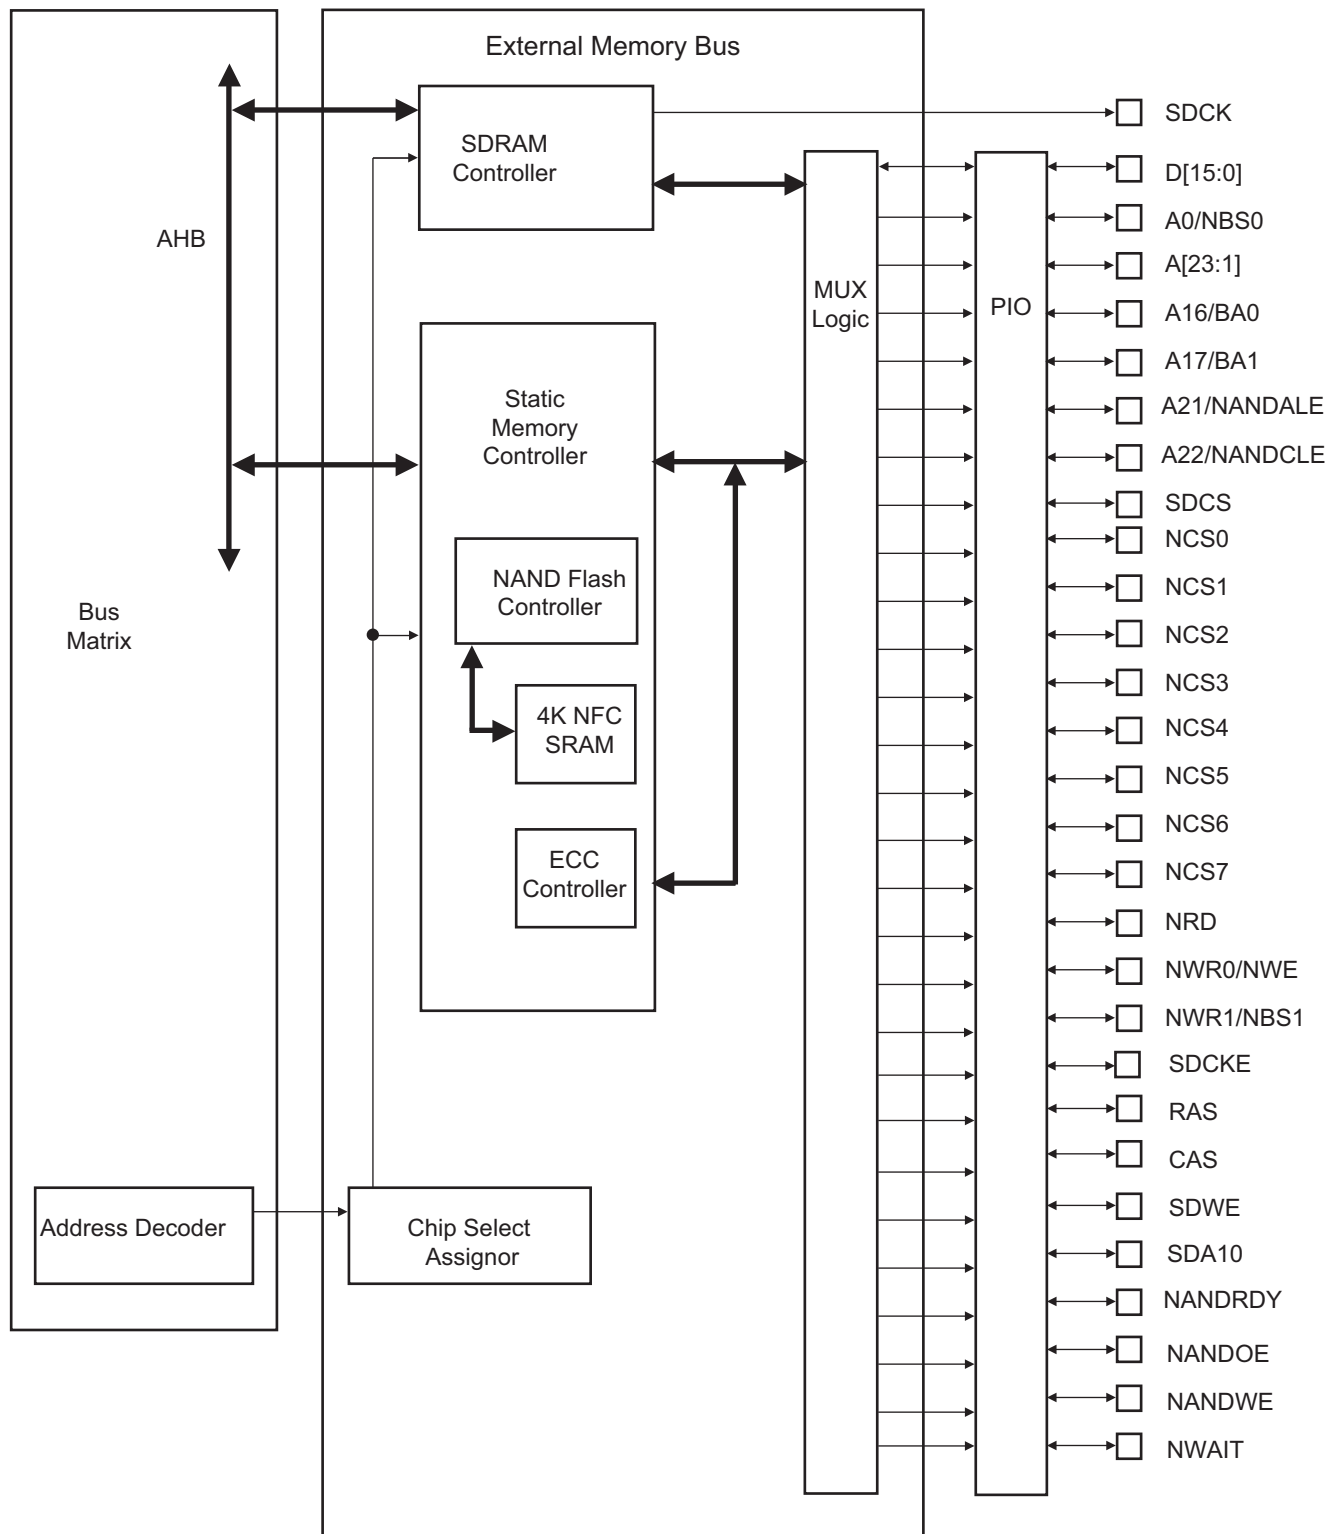 External Memory Bus
SDRAM
Controller
AHB
MUX
Logic
PIO
Static
Memory
Controller
NAND Flash
Controller
4K NFC
SRAM
ECC
Controller
Bus
Matrix
Address Decoder
Chip Select
Assignor
SDCK
D[15:0]
A0/NBS0
A[23:1]
A16/BA0
A17/BA1
A21/NANDALE
A22/NANDCLE
SDCS
NCS0
NCS1
NCS2
NCS3
NCS4
NCS5
NCS6
NCS7
NRD
NWR0/NWE
NWR1/NBS1
SDCKE
RAS
CAS
SDWE
SDA10
NANDRDY
NANDOE
NANDWE
NWAIT